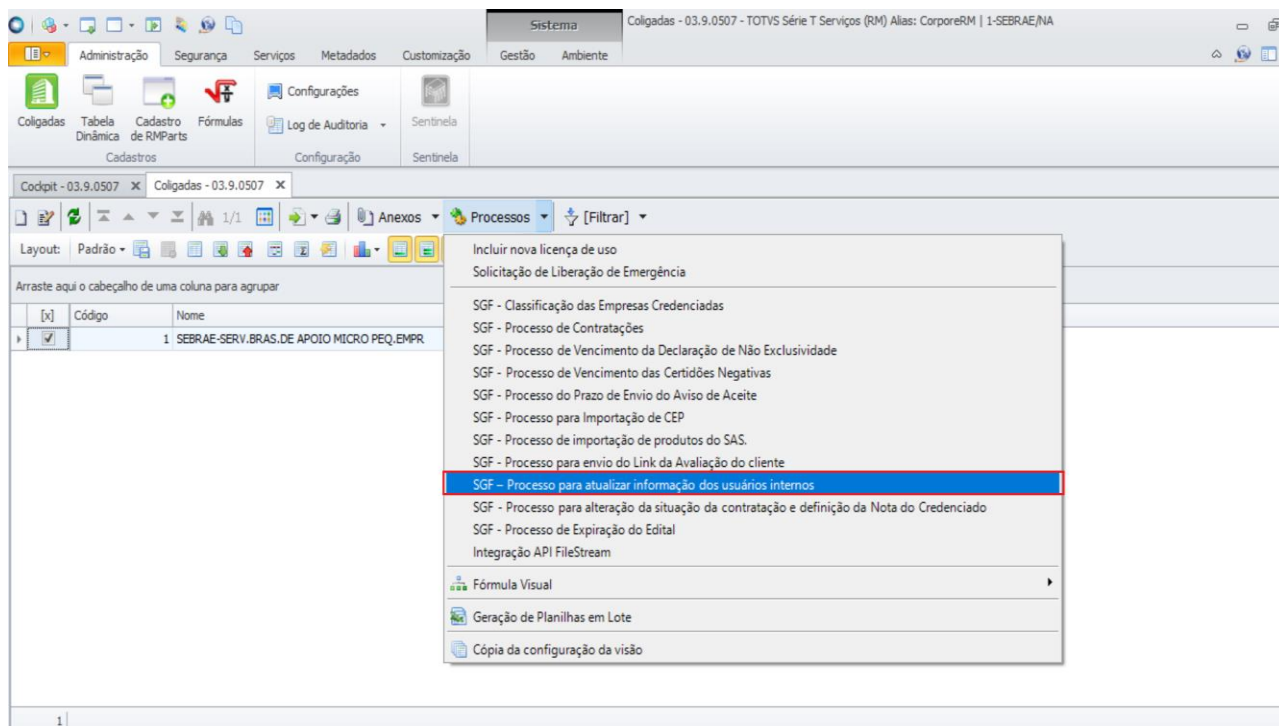 Sistema
Coligadas - 03.9.0507 - TOTVS Série T Serviços (RM) Alias: CorporeRM | 1-SEBRAE/NA
Administração Segurança Serviços Metadados Customização Gestão Ambiente
Coligadas
Tabela Dinâmica
Cadastro de RMParts
Fórmulas
Configurações
Log de Auditoria
Sentinela
Cadastros Configuração Sentinela
Cockpit - 03.9.0507 Coligadas - 03.9.0507
1/1 Anexos Processos [Filtrar]
Layout: Padrão
Arraste aqui o cabeçalho de uma coluna para agrupar
[x] Código Nome
1 SEBRAE-SERV.BRAS.DE APOIO MICRO PEQ.EMPR
Incluir nova licença de uso
Solicitação de Liberação de Emergência
SGF - Classificação das Empresas Credenciadas
SGF - Processo de Contratações
SGF - Processo de Vencimento da Declaração de Não Exclusividade
SGF - Processo de Vencimento das Certidões Negativas
SGF - Processo do Prazo de Envio do Aviso de Aceite
SGF - Processo para Importação de CEP
SGF - Processo de importação de produtos do SAS.
SGF - Processo para envio do Link da Avaliação do cliente
SGF – Processo para atualizar informação dos usuários internos
SGF - Processo para alteração da situação da contratação e definição da Nota do Credenciado
SGF - Processo de Expiração do Edital
Integração API FileStream
Fórmula Visual
Geração de Planilhas em Lote
Cópia da configuração da visão
1